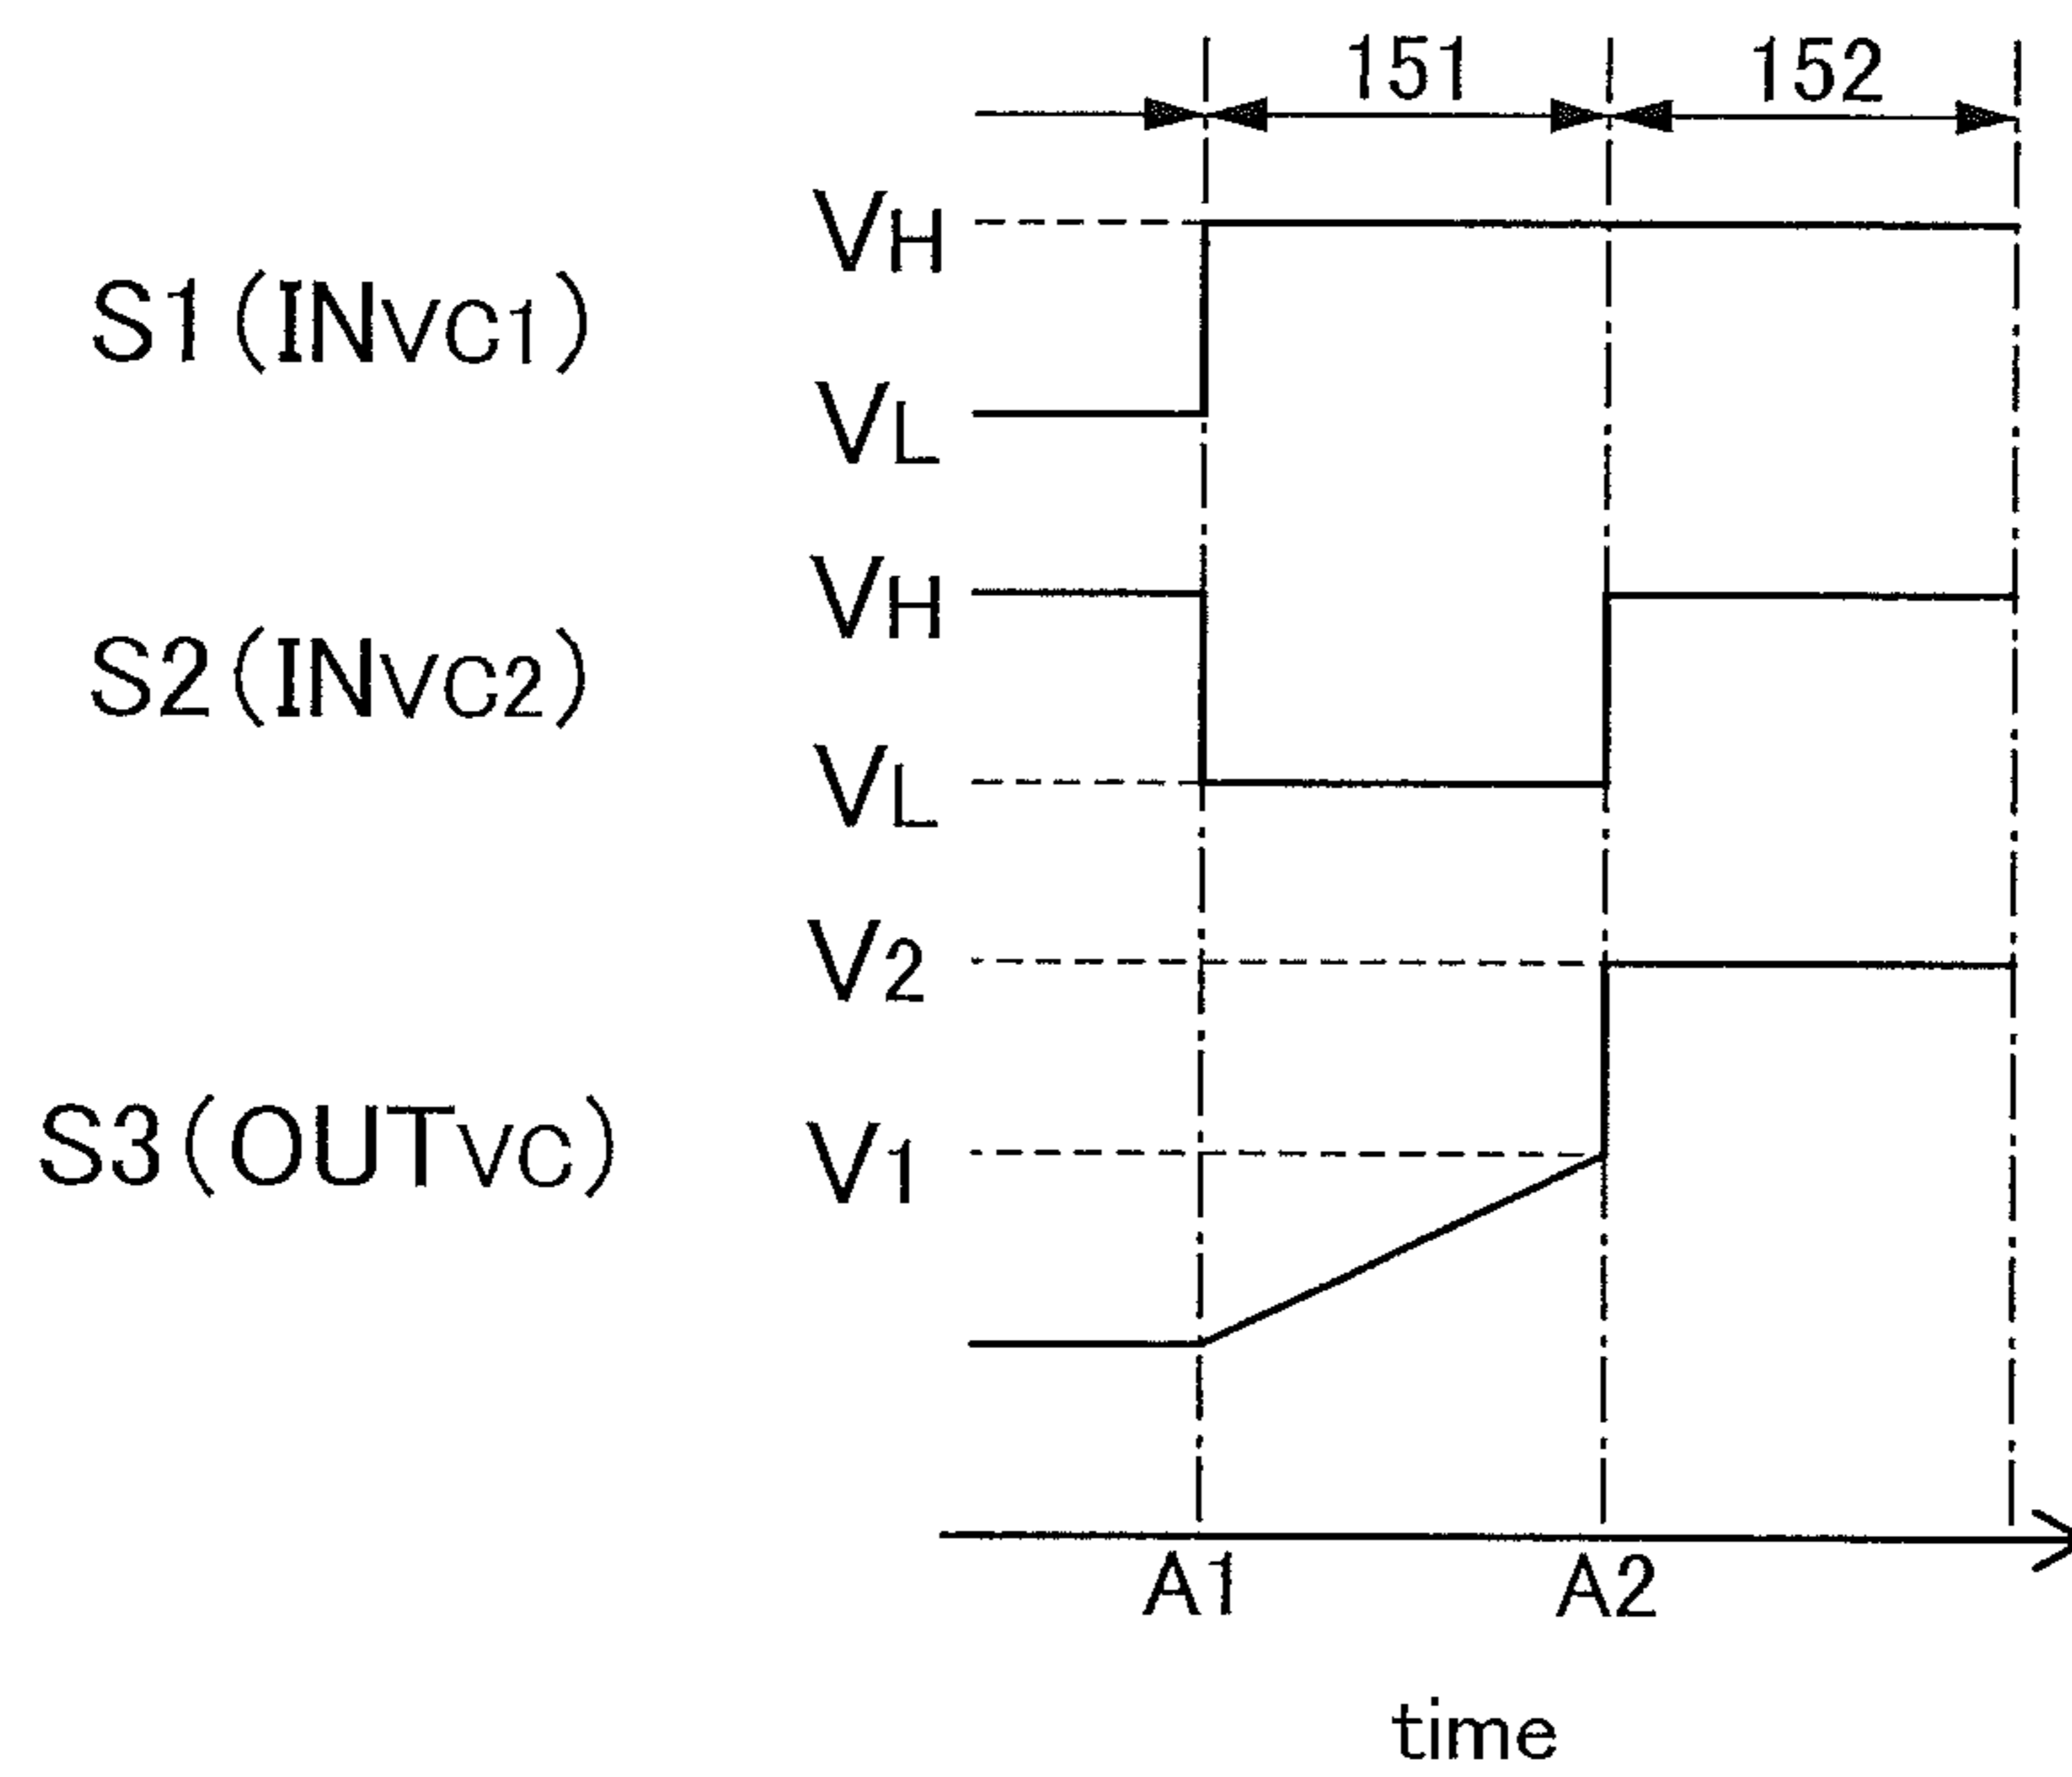 151 152
VH
S1(INVC1)
VL
VH
S2(INVC2)
VL
V2
S3(OUTVC)
V1
A1 A2
time